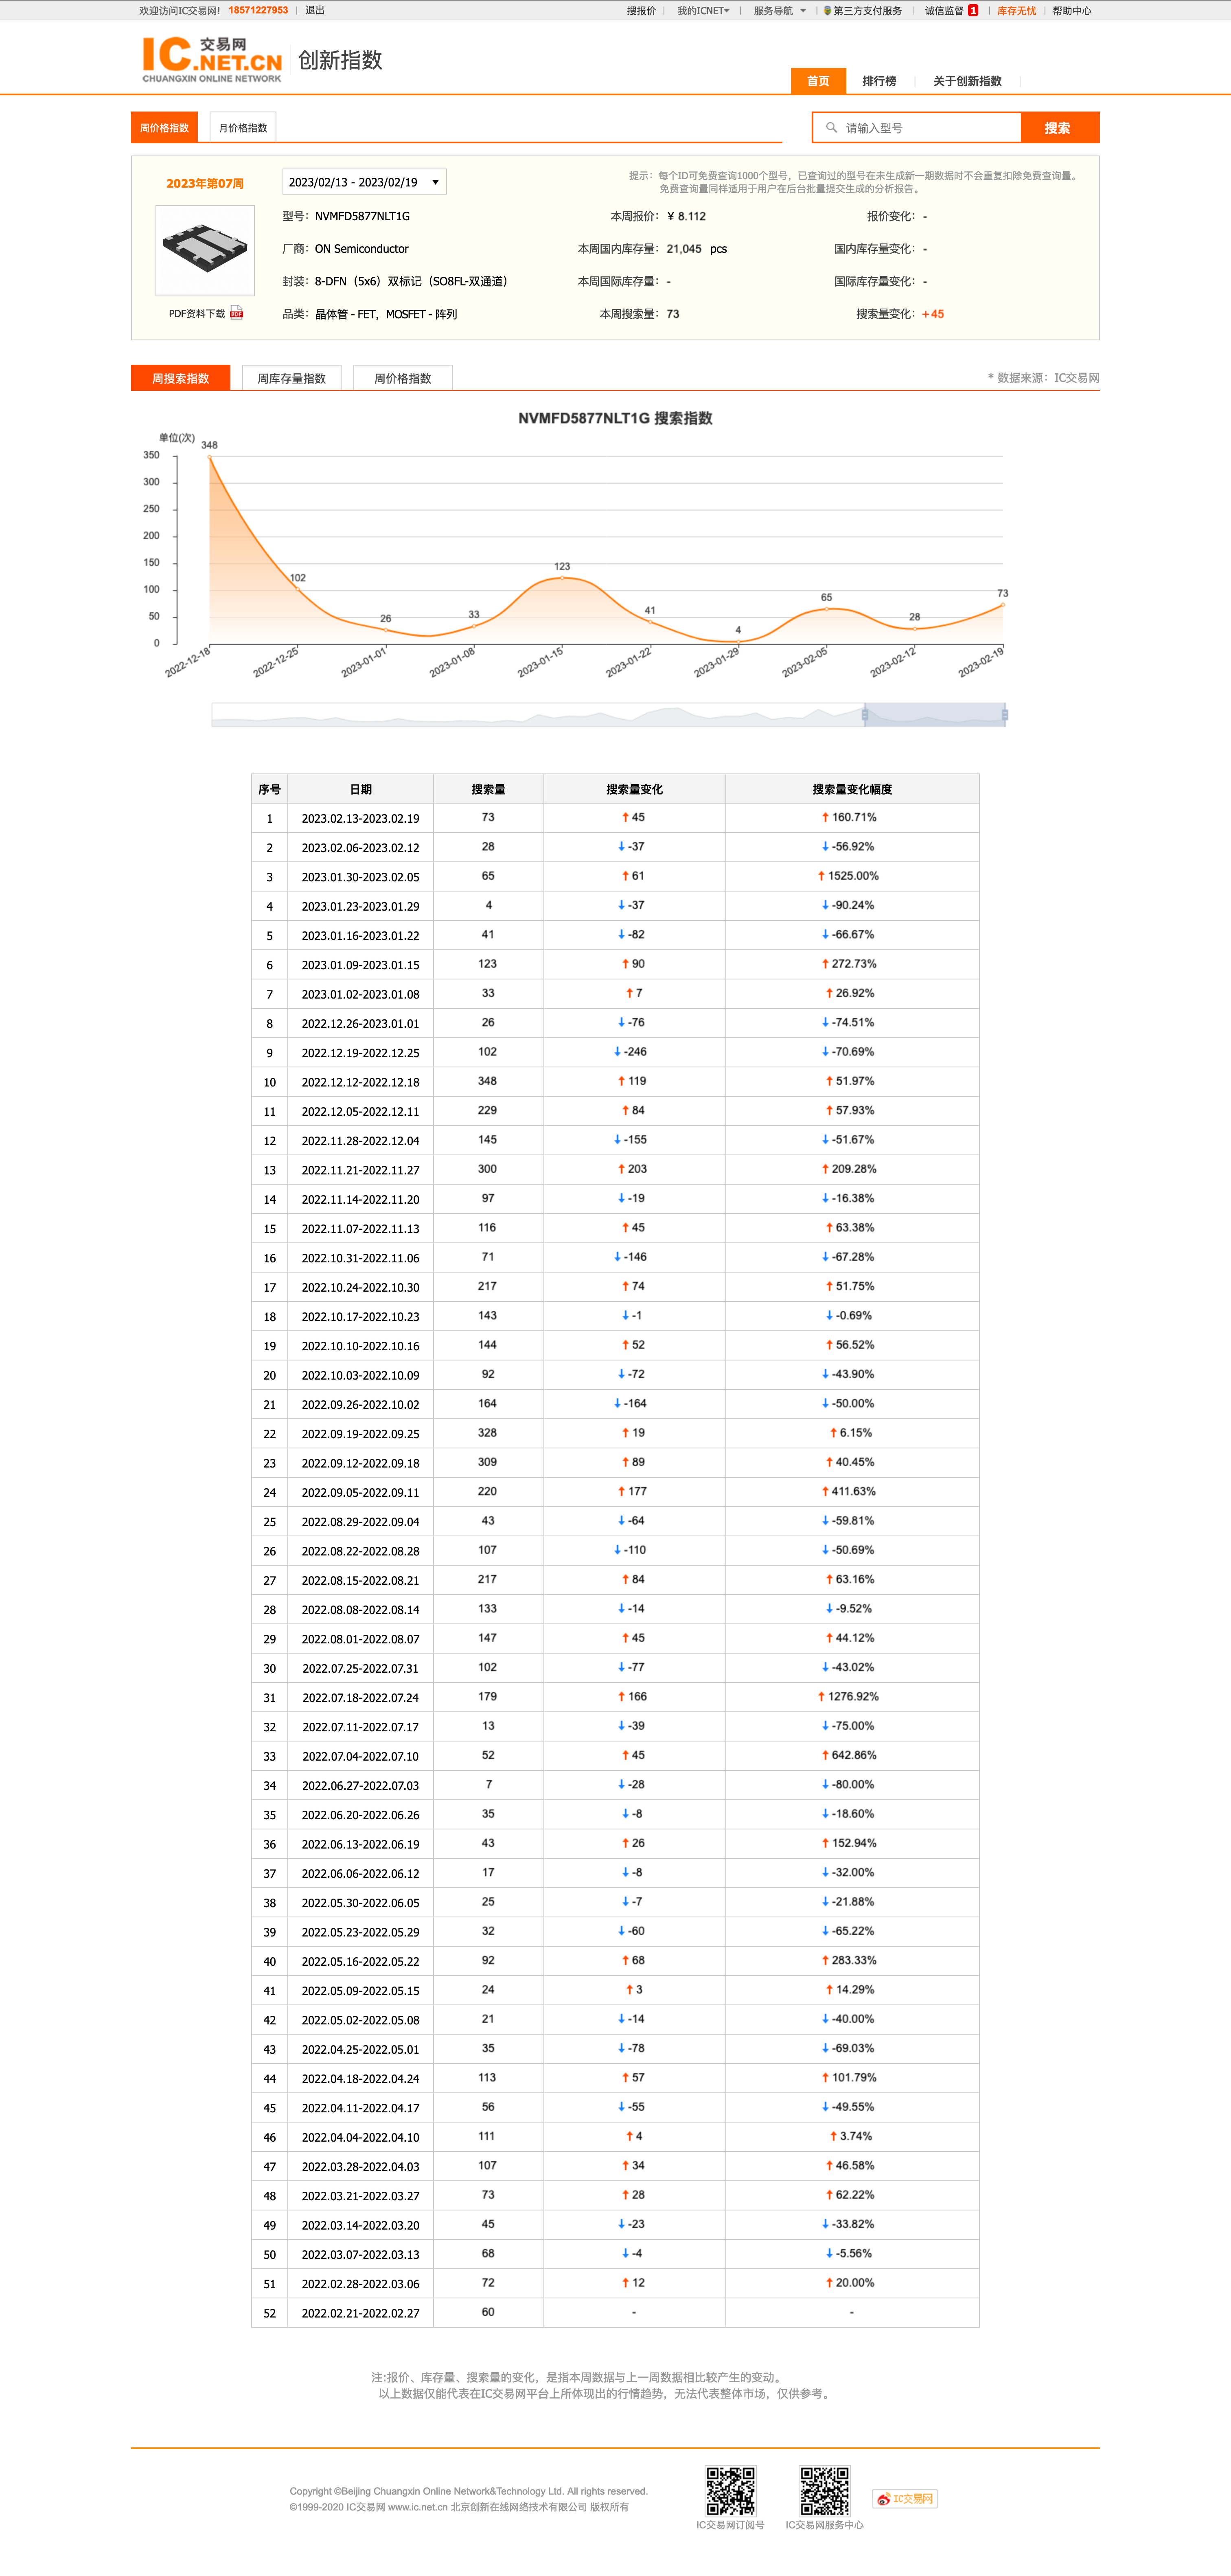 欢迎访问IC交易网! 18571227953 | 退出 搜报价 | 我的ICNET | 服务导航 | 第三方支付服务 | 诚信监督 1 | 库存无忧 | 帮助中心
IC 交易网 .NET.CN CHUANGXIN ONLINE NETWORK 创新指数
首页 排行榜 关于创新指数
周价格指数 月价格指数 请输入型号 搜索
2023年第07周 2023/02/13 - 2023/02/19 ▼ 提示：每个ID可免费查询1000个型号，已查询过的型号在未生成新一期数据时不会重复扣除免费查询量。
免费查询量同样适用于用户在后台批量提交生成的分析报告。
型号：NVMFD5877NLT1G 本周报价：¥ 8.112 报价变化：-
厂商：ON Semiconductor 本周国内库存量：21,045 pcs 国内库存量变化：-
封装：8-DFN（5x6）双标记（SO8FL-双通道） 本周国际库存量：- 国际库存量变化：-
PDF资料下载 PDF 品类：晶体管 - FET，MOSFET - 阵列 本周搜索量：73 搜索量变化：+45
周搜索指数 周库存量指数 周价格指数 * 数据来源：IC交易网
NVMFD5877NLT1G 搜索指数
单位(次)
350
300
250
200
150
100
50
0
348 102 26 33 123 41 4 65 28 73
2022-12-18 2022-12-25 2023-01-01 2023-01-08 2023-01-15 2023-01-22 2023-01-29 2023-02-05 2023-02-12 2023-02-19
序号 日期 搜索量 搜索量变化 搜索量变化幅度
1 2023.02.13-2023.02.19 73 ↑ 45 ↑ 160.71%
2 2023.02.06-2023.02.12 28 ↓ -37 ↓ -56.92%
3 2023.01.30-2023.02.05 65 ↑ 61 ↑ 1525.00%
4 2023.01.23-2023.01.29 4 ↓ -37 ↓ -90.24%
5 2023.01.16-2023.01.22 41 ↓ -82 ↓ -66.67%
6 2023.01.09-2023.01.15 123 ↑ 90 ↑ 272.73%
7 2023.01.02-2023.01.08 33 ↑ 7 ↑ 26.92%
8 2022.12.26-2023.01.01 26 ↓ -76 ↓ -74.51%
9 2022.12.19-2022.12.25 102 ↓ -246 ↓ -70.69%
10 2022.12.12-2022.12.18 348 ↑ 119 ↑ 51.97%
11 2022.12.05-2022.12.11 229 ↑ 84 ↑ 57.93%
12 2022.11.28-2022.12.04 145 ↓ -155 ↓ -51.67%
13 2022.11.21-2022.11.27 300 ↑ 203 ↑ 209.28%
14 2022.11.14-2022.11.20 97 ↓ -19 ↓ -16.38%
15 2022.11.07-2022.11.13 116 ↑ 45 ↑ 63.38%
16 2022.10.31-2022.11.06 71 ↓ -146 ↓ -67.28%
17 2022.10.24-2022.10.30 217 ↑ 74 ↑ 51.75%
18 2022.10.17-2022.10.23 143 ↓ -1 ↓ -0.69%
19 2022.10.10-2022.10.16 144 ↑ 52 ↑ 56.52%
20 2022.10.03-2022.10.09 92 ↓ -72 ↓ -43.90%
21 2022.09.26-2022.10.02 164 ↓ -164 ↓ -50.00%
22 2022.09.19-2022.09.25 328 ↑ 19 ↑ 6.15%
23 2022.09.12-2022.09.18 309 ↑ 89 ↑ 40.45%
24 2022.09.05-2022.09.11 220 ↑ 177 ↑ 411.63%
25 2022.08.29-2022.09.04 43 ↓ -64 ↓ -59.81%
26 2022.08.22-2022.08.28 107 ↓ -110 ↓ -50.69%
27 2022.08.15-2022.08.21 217 ↑ 84 ↑ 63.16%
28 2022.08.08-2022.08.14 133 ↓ -14 ↓ -9.52%
29 2022.08.01-2022.08.07 147 ↑ 45 ↑ 44.12%
30 2022.07.25-2022.07.31 102 ↓ -77 ↓ -43.02%
31 2022.07.18-2022.07.24 179 ↑ 166 ↑ 1276.92%
32 2022.07.11-2022.07.17 13 ↓ -39 ↓ -75.00%
33 2022.07.04-2022.07.10 52 ↑ 45 ↑ 642.86%
34 2022.06.27-2022.07.03 7 ↓ -28 ↓ -80.00%
35 2022.06.20-2022.06.26 35 ↓ -8 ↓ -18.60%
36 2022.06.13-2022.06.19 43 ↑ 26 ↑ 152.94%
37 2022.06.06-2022.06.12 17 ↓ -8 ↓ -32.00%
38 2022.05.30-2022.06.05 25 ↓ -7 ↓ -21.88%
39 2022.05.23-2022.05.29 32 ↓ -60 ↓ -65.22%
40 2022.05.16-2022.05.22 92 ↑ 68 ↑ 283.33%
41 2022.05.09-2022.05.15 24 ↑ 3 ↑ 14.29%
42 2022.05.02-2022.05.08 21 ↓ -14 ↓ -40.00%
43 2022.04.25-2022.05.01 35 ↓ -78 ↓ -69.03%
44 2022.04.18-2022.04.24 113 ↑ 57 ↑ 101.79%
45 2022.04.11-2022.04.17 56 ↓ -55 ↓ -49.55%
46 2022.04.04-2022.04.10 111 ↑ 4 ↑ 3.74%
47 2022.03.28-2022.04.03 107 ↑ 34 ↑ 46.58%
48 2022.03.21-2022.03.27 73 ↑ 28 ↑ 62.22%
49 2022.03.14-2022.03.20 45 ↓ -23 ↓ -33.82%
50 2022.03.07-2022.03.13 68 ↓ -4 ↓ -5.56%
51 2022.02.28-2022.03.06 72 ↑ 12 ↑ 20.00%
52 2022.02.21-2022.02.27 60 - -
注:报价、库存量、搜索量的变化，是指本周数据与上一周数据相比较产生的变动。
以上数据仅能代表在IC交易网平台上所体现出的行情趋势，无法代表整体市场，仅供参考。
Copyright ©Beijing Chuangxin Online Network&Technology Ltd. All rights reserved.
©1999-2020 IC交易网 www.ic.net.cn 北京创新在线网络技术有限公司 版权所有
IC交易网订阅号 IC交易网服务中心 IC交易网